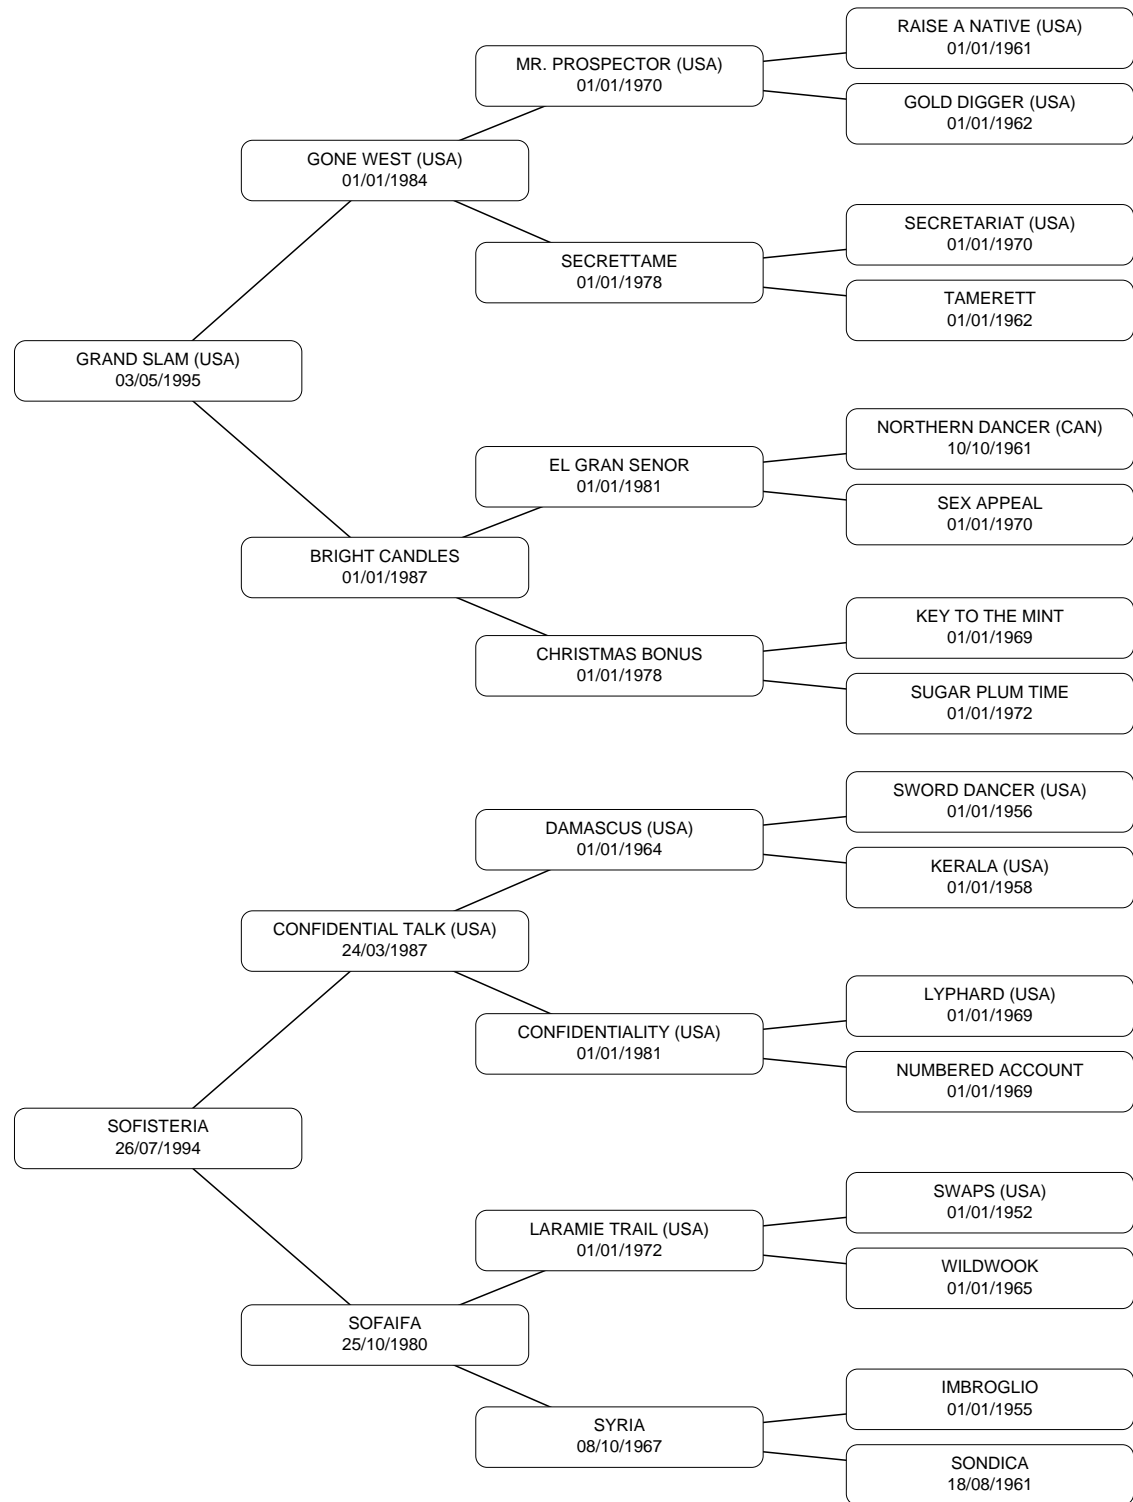 RAISE A NATIVE (USA)
01/01/1961
MR. PROSPECTOR (USA)
01/01/1970
GOLD DIGGER (USA)
01/01/1962
GONE WEST (USA)
01/01/1984
SECRETARIAT (USA)
01/01/1970
SECRETTAME
01/01/1978
TAMERETT
01/01/1962
GRAND SLAM (USA)
03/05/1995
NORTHERN DANCER (CAN)
10/10/1961
EL GRAN SENOR
01/01/1981
SEX APPEAL
01/01/1970
BRIGHT CANDLES
01/01/1987
KEY TO THE MINT
01/01/1969
CHRISTMAS BONUS
01/01/1978
SUGAR PLUM TIME
01/01/1972
SWORD DANCER (USA)
01/01/1956
DAMASCUS (USA)
01/01/1964
KERALA (USA)
01/01/1958
CONFIDENTIAL TALK (USA)
24/03/1987
LYPHARD (USA)
01/01/1969
CONFIDENTIALITY (USA)
01/01/1981
NUMBERED ACCOUNT
01/01/1969
SOFISTERIA
26/07/1994
SWAPS (USA)
01/01/1952
LARAMIE TRAIL (USA)
01/01/1972
WILDWOOK
01/01/1965
SOFAIFA
25/10/1980
IMBROGLIO
01/01/1955
SYRIA
08/10/1967
SONDICA
18/08/1961